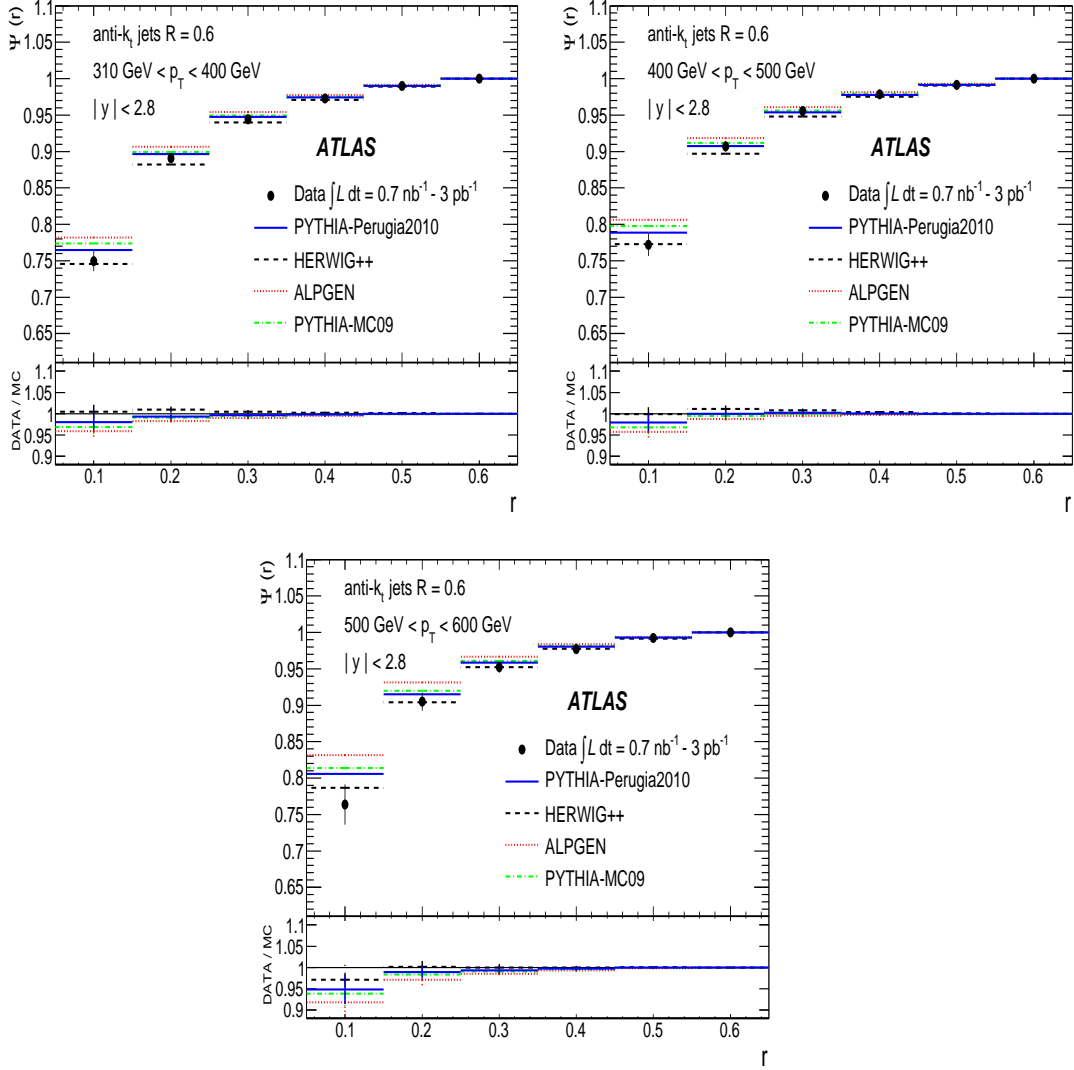 Ψ (r)
1.1
1.05
1
0.95
0.9
0.85
0.8
0.75
0.7
0.65
anti-k_t jets R = 0.6
310 GeV < p_T < 400 GeV
| y | < 2.8
ATLAS
Data ∫L dt = 0.7 nb⁻¹ - 3 pb⁻¹
PYTHIA-Perugia2010
HERWIG++
ALPGEN
PYTHIA-MC09
DATA / MC
1.1
1.05
1
0.95
0.9
0.1 0.2 0.3 0.4 0.5 0.6
r
Ψ (r)
1.1
1.05
1
0.95
0.9
0.85
0.8
0.75
0.7
0.65
anti-k_t jets R = 0.6
400 GeV < p_T < 500 GeV
| y | < 2.8
ATLAS
Data ∫L dt = 0.7 nb⁻¹ - 3 pb⁻¹
PYTHIA-Perugia2010
HERWIG++
ALPGEN
PYTHIA-MC09
DATA / MC
1.1
1.05
1
0.95
0.9
0.1 0.2 0.3 0.4 0.5 0.6
r
Ψ (r)
1.1
1.05
1
0.95
0.9
0.85
0.8
0.75
0.7
0.65
anti-k_t jets R = 0.6
500 GeV < p_T < 600 GeV
| y | < 2.8
ATLAS
Data ∫L dt = 0.7 nb⁻¹ - 3 pb⁻¹
PYTHIA-Perugia2010
HERWIG++
ALPGEN
PYTHIA-MC09
DATA / MC
1.1
1.05
1
0.95
0.9
0.1 0.2 0.3 0.4 0.5 0.6
r